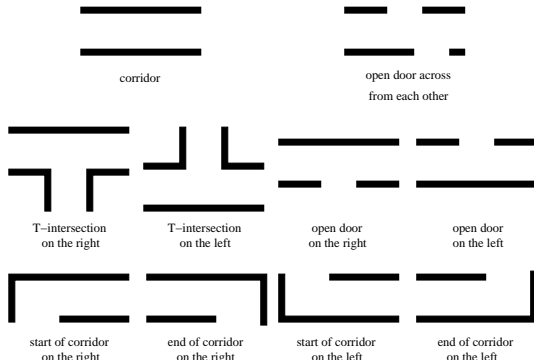 corridor
open door across
from each other
T−intersection
on the right
T−intersection
on the left
open door
on the right
open door
on the left
start of corridor
on the right
end of corridor
on the right
start of corridor
on the left
end of corridor
on the left